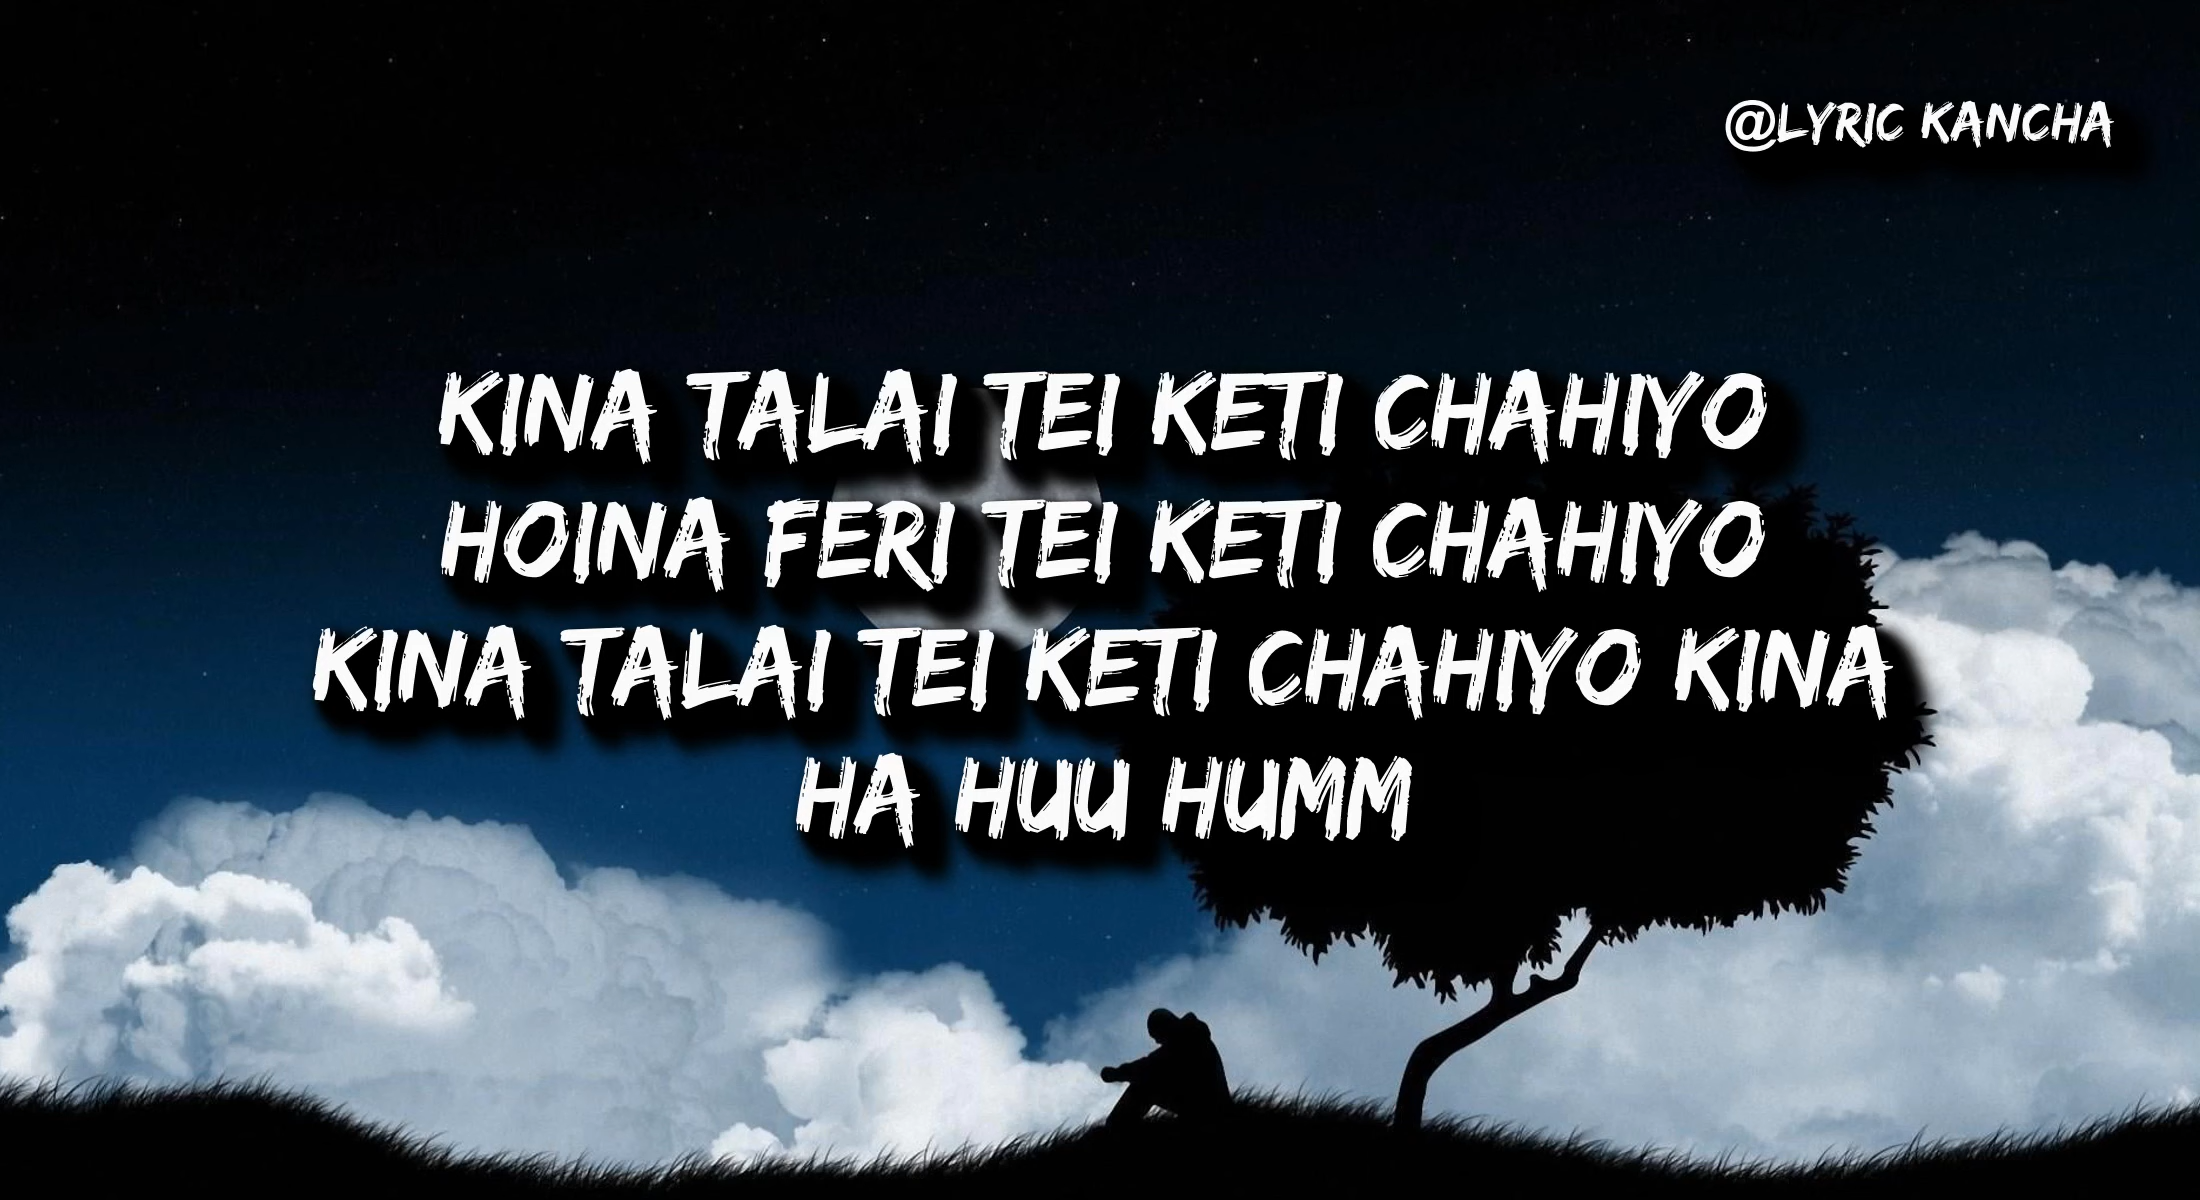 @LYRIC KANCHA
KINA TALAI TEI KETI CHAHIYO
HOINA FERI TEI KETI CHAHIYO
KINA TALAI TEI KETI CHAHIYO KINA
HA HUU HUMM